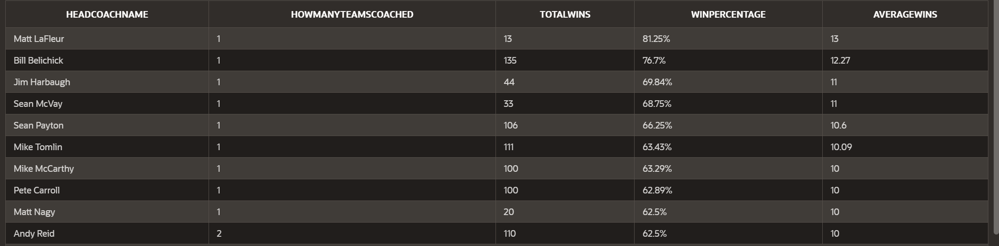 HEADCOACHNAME HOWMANYTEAMSCOACHED TOTALWINS WINPERCENTAGE AVERAGEWINS
Matt LaFleur 1 13 81.25% 13
Bill Belichick 1 135 76.7% 12.27
Jim Harbaugh 1 44 69.84% 11
Sean McVay 1 33 68.75% 11
Sean Payton 1 106 66.25% 10.6
Mike Tomlin 1 111 63.43% 10.09
Mike McCarthy 1 100 63.29% 10
Pete Carroll 1 100 62.89% 10
Matt Nagy 1 20 62.5% 10
Andy Reid 2 110 62.5% 10